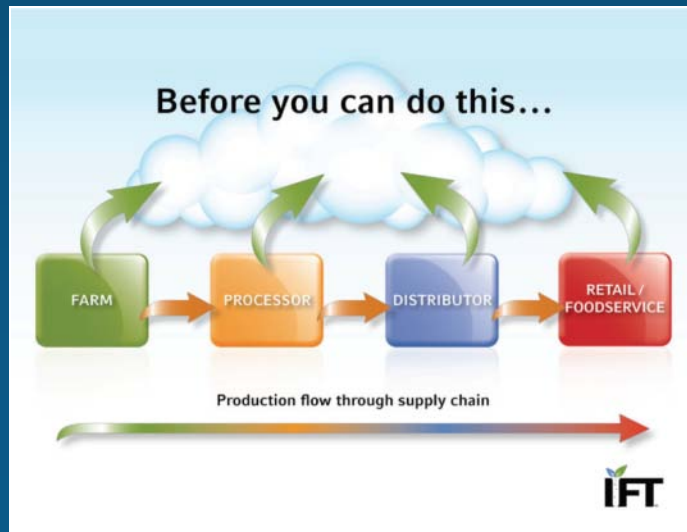 Before you can do this...
FARM
PROCESSOR
DISTRIBUTOR
RETAIL /
FOODSERVICE
Production flow through supply chain
IFT